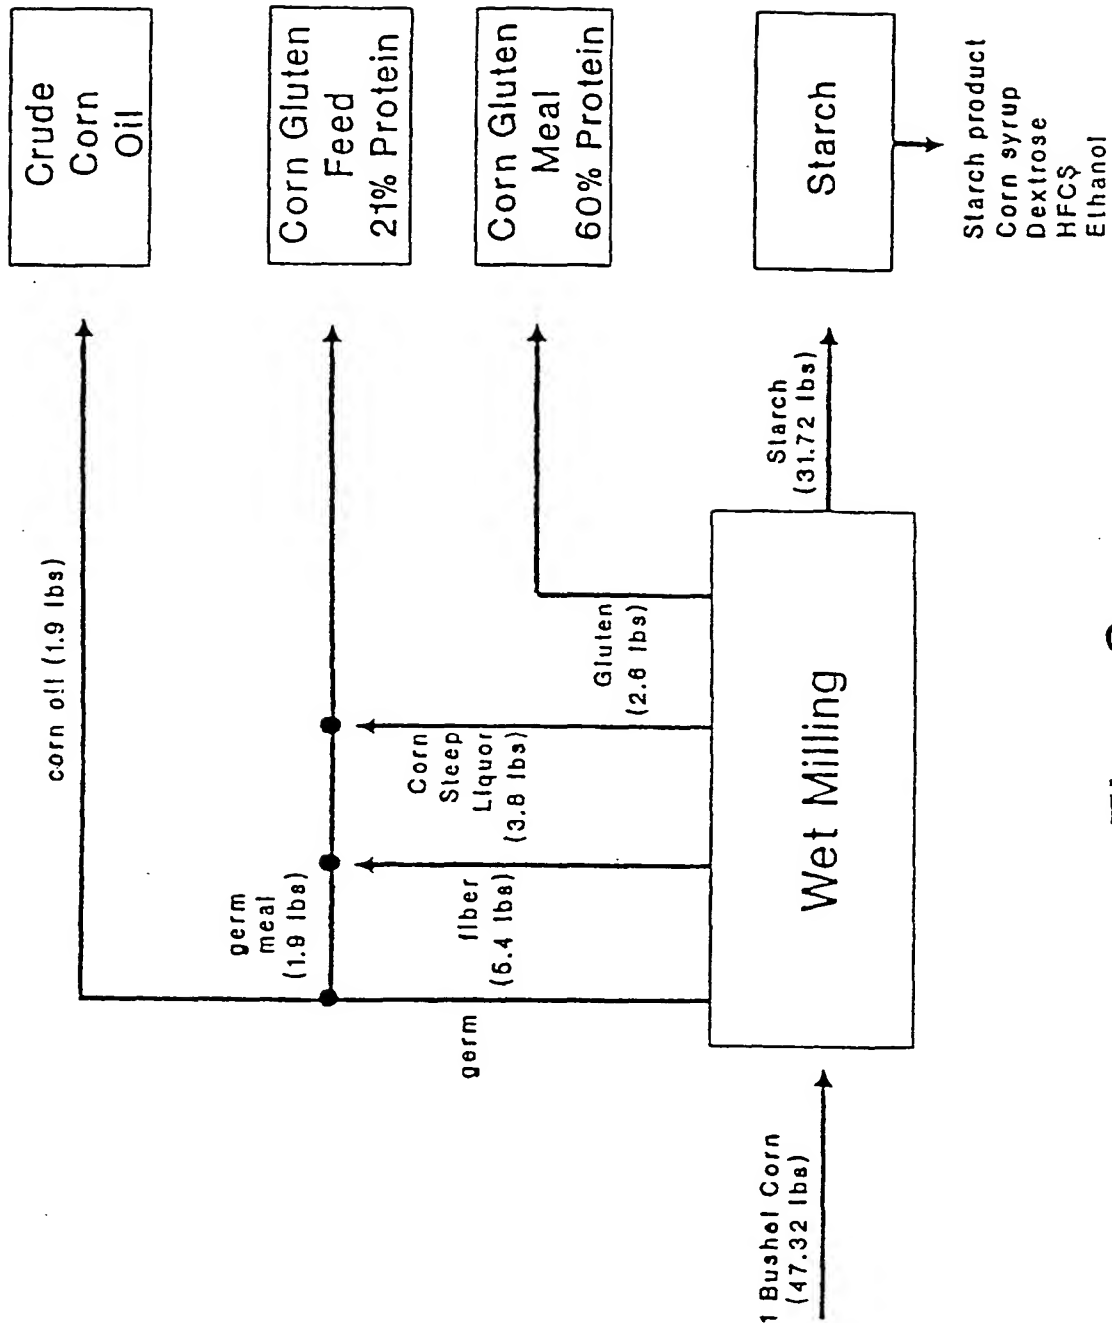 Crude
Corn
Oil
Corn Gluten
Feed
21% Protein
Corn Gluten
Meal
60% Protein
Starch
Starch product
Corn syrup
Dextrose
HFCS
Ethanol
corn oil (1.9 lbs)
germ
meal
(1.9 lbs)
Corn
Steep
Liquor
(3.8 lbs)
fiber
(5.4 lbs)
germ
Gluten
(2.6 lbs)
Starch
(31.72 lbs)
Wet Milling
1 Bushel Corn
(47.32 lbs)